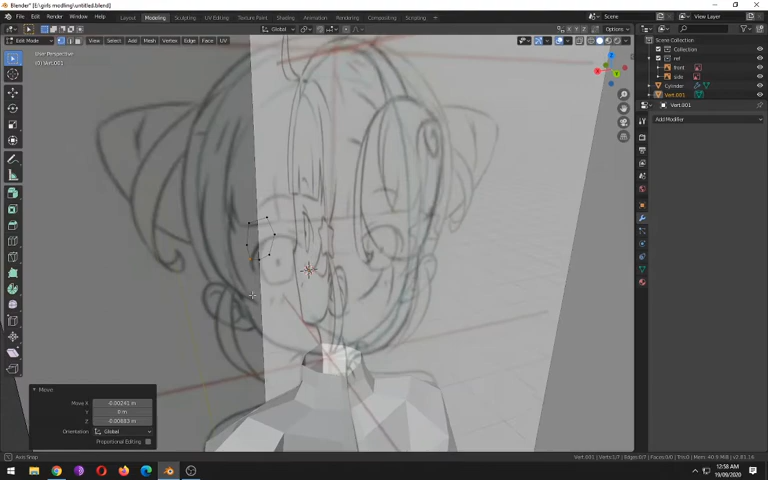 Blender* [E:\girls modling\untitled.blend]
File Edit Render Window Help Layout Modeling Sculpting UV Editing Texture Paint Shading Animation Rendering Compositing Scripting Scene View Layer
Global Options
Edit Mode View Select Add Mesh Vertex Edge Face UV
User Perspective
Vert.001
Scene Collection
Collection
ref
front
side
Cylinder
Vert.001
Vert.001
Add Modifier
Move
Move X -0.00241 m
Y 0 m
Z -0.00883 m
Orientation Global
Proportional Editing
Axis Snap
12:58 AM
19/09/2020